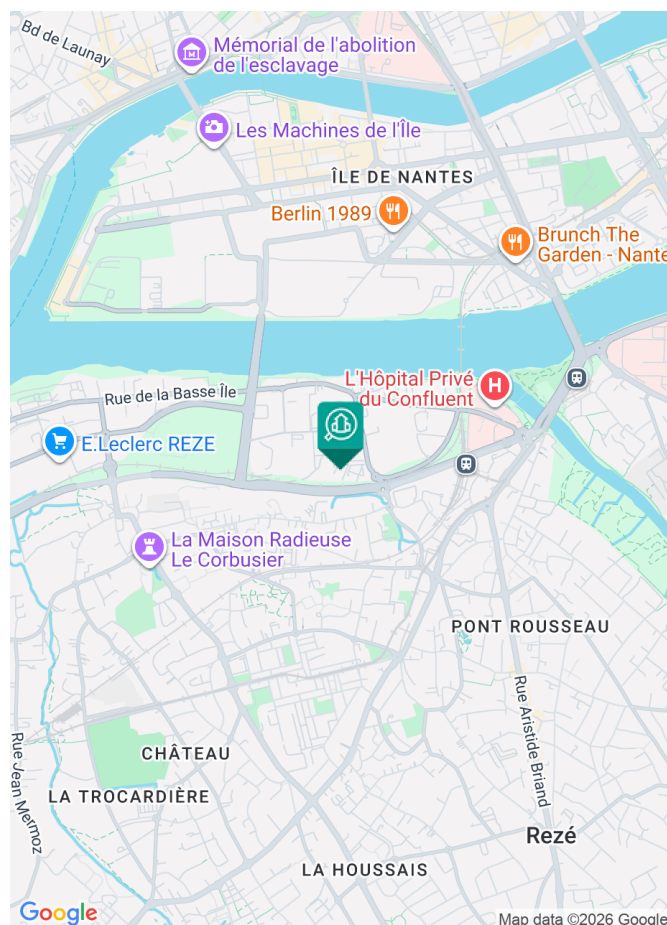 Bd de Launay
Mémorial de l'abolition
de l'esclavage
Les Machines de l'Île
ÎLE DE NANTES
Berlin 1989
Brunch The
Garden - Nante
L'Hôpital Privé
du Confluent
Rue de la Basse Île
E.Leclerc REZE
La Maison Radieuse
Le Corbusier
PONT ROUSSEAU
Rue Aristide Briand
Rue Jean Mermoz
CHÂTEAU
LA TROCARDIÈRE
Rezé
LA HOUSSAIS
Google
Map data ©2026 Google